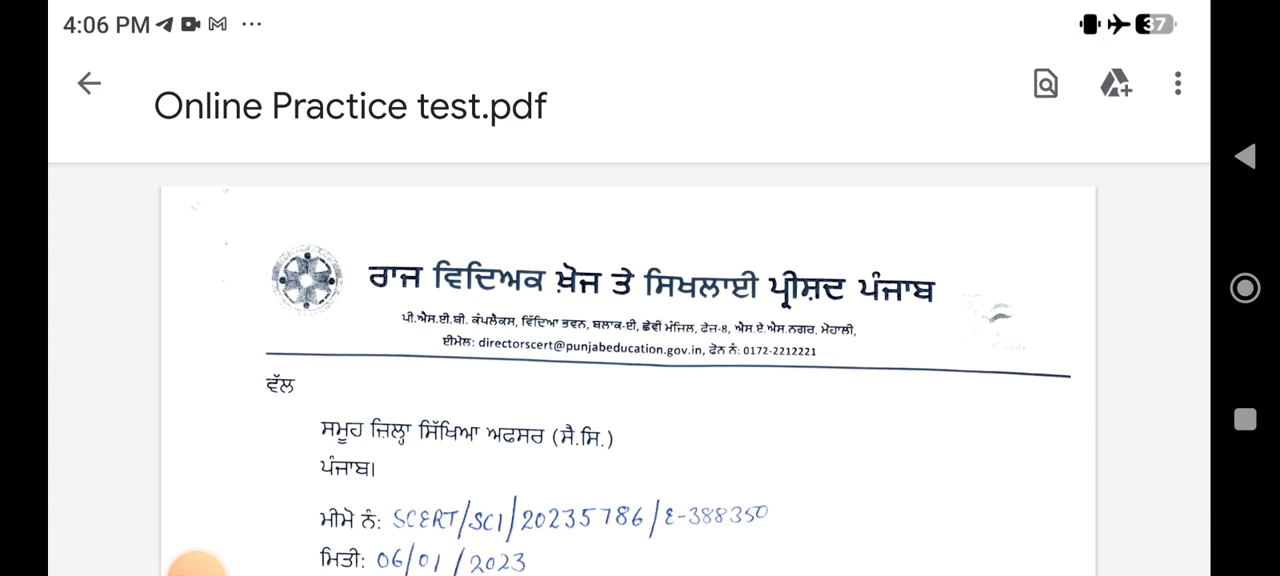 4:06 PM ... 37
Online Practice test.pdf
ਰਾਜ ਵਿਦਿਅਕ ਖ਼ੋਜ ਤੇ ਸਿਖਲਾਈ ਪ੍ਰੀਸ਼ਦ ਪੰਜਾਬ
ਪੀ.ਐਸ.ਈ.ਬੀ. ਕੰਪਲੈਕਸ, ਵਿੱਦਿਆ ਭਵਨ, ਬਲਾਕ-ਈ, ਛੇਵੀਂ ਮੰਜਿਲ, ਫੇਜ਼-8, ਐਸ.ਏ.ਐਸ.ਨਗਰ, ਮੋਹਾਲੀ,
ਈਮੇਲ: directorscert@punjabeducation.gov.in, ਫੋਨ ਨੰ: 0172-2212221
ਵੱਲ
ਸਮੂਹ ਜ਼ਿਲ੍ਹਾ ਸਿੱਖਿਆ ਅਫਸਰ (ਸੈ.ਸਿ.)
ਪੰਜਾਬ।
ਮੀਮੋ ਨੰ: SCERT/SCI/20235786/E-388350
ਮਿਤੀ: 06/01/2023